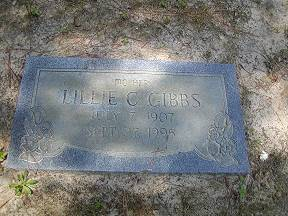 MOTHER
LILLIE C. GIBBS
JULY 7, 1907
SEPT. 1995